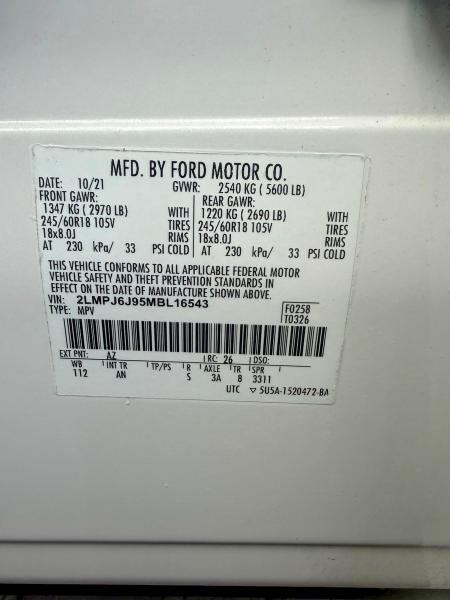 MFD. BY FORD MOTOR CO.
DATE: 10/21 GVWR: 2540 KG ( 5600 LB)
FRONT GAWR: REAR GAWR:
1347 KG ( 2970 LB) WITH 1220 KG ( 2690 LB) WITH
245/60R18 105V TIRES 245/60R18 105V TIRES
18x8.0J RIMS 18x8.0J RIMS
AT 230 kPa/ 33 PSI COLD AT 230 kPa/ 33 PSI COLD
THIS VEHICLE CONFORMS TO ALL APPLICABLE FEDERAL MOTOR
VEHICLE SAFETY AND THEFT PREVENTION STANDARDS IN
EFFECT ON THE DATE OF MANUFACTURE SHOWN ABOVE.
VIN: 2LMPJ6J95MBL16543 F0258
TYPE: MPV T0326
EXT PNT: AZ RC: 26 DSO:
WB INT TR TP/PS R AXLE TR SPR
112 AN S 3A 8 3311
UTC ▽ 5U5A-1520472-BA